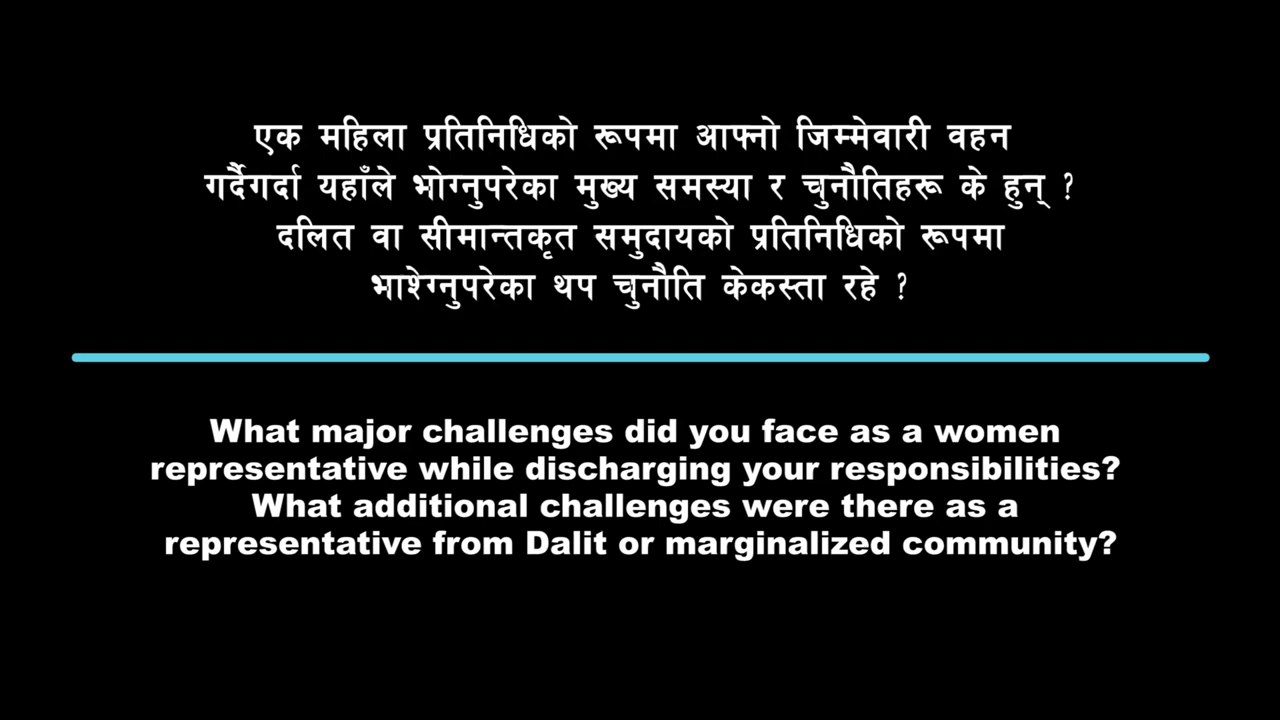 एक महिला प्रतिनिधिको रूपमा आफ्नो जिम्मेवारी वहन
गर्दैगर्दा यहाँले भोग्नुपरेका मुख्य समस्या र चुनौतिहरू के हुन् ?
दलित वा सीमान्तकृत समुदायको प्रतिनिधिको रूपमा
भाशेग्नुपरेका थप चुनौति केकस्ता रहे ?
What major challenges did you face as a women
representative while discharging your responsibilities?
What additional challenges were there as a
representative from Dalit or marginalized community?